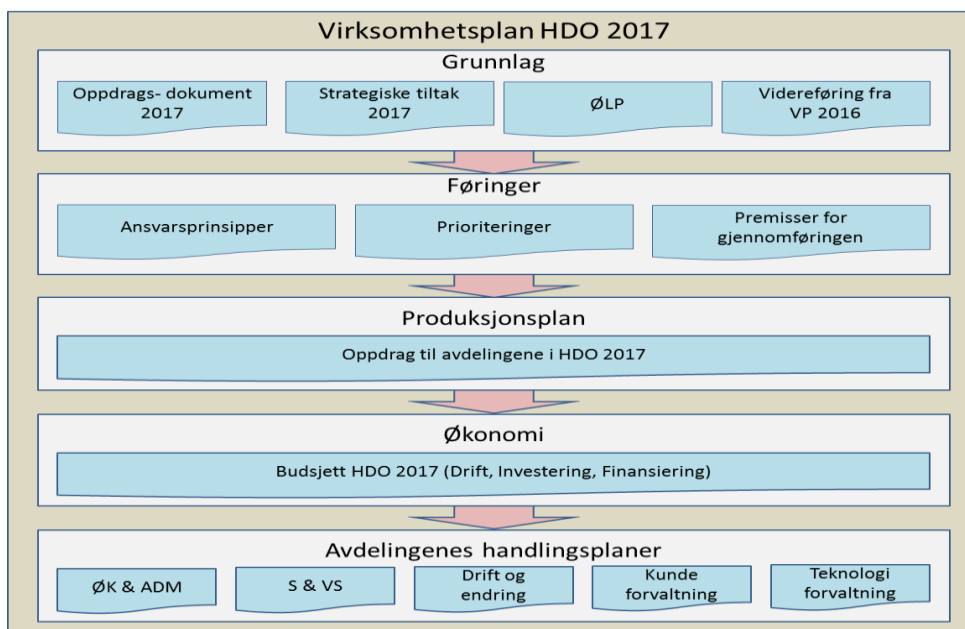 Virksomhetsplan HDO 2017
Grunnlag
Oppdrags- dokument
2017
Strategiske tiltak
2017
ØLP
Videreføring fra
VP 2016
Føringer
Ansvarsprinsipper
Prioriteringer
Premisser for
gjennomføringen
Produksjonsplan
Oppdrag til avdelingene i HDO 2017
Økonomi
Budsjett HDO 2017 (Drift, Investering, Finansiering)
Avdelingenes handlingsplaner
ØK & ADM
S & VS
Drift og
endring
Kunde
forvaltning
Teknologi
forvaltning